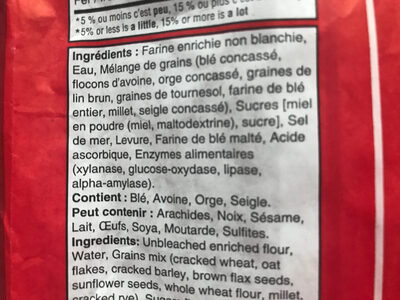 *5 % ou moins c'est peu, 15 % ou plus c'est
*5% or less is a little, 15% or more is a lot
Ingrédients : Farine enrichie non blanchie,
Eau, Mélange de grains (blé concassé,
flocons d'avoine, orge concassé, graines de
lin brun, graines de tournesol, farine de blé
entier, millet, seigle concassé), Sucres [miel
en poudre (miel, maltodextrine), sucre], Sel
de mer, Levure, Farine de blé malté, Acide
ascorbique, Enzymes alimentaires
(xylanase, glucose-oxydase, lipase,
alpha-amylase).
Contient : Blé, Avoine, Orge, Seigle.
Peut contenir : Arachides, Noix, Sésame,
Lait, Œufs, Soya, Moutarde, Sulfites.
Ingredients: Unbleached enriched flour,
Water, Grains mix (cracked wheat, oat
flakes, cracked barley, brown flax seeds,
sunflower seeds, whole wheat flour, millet,
cracked rye),